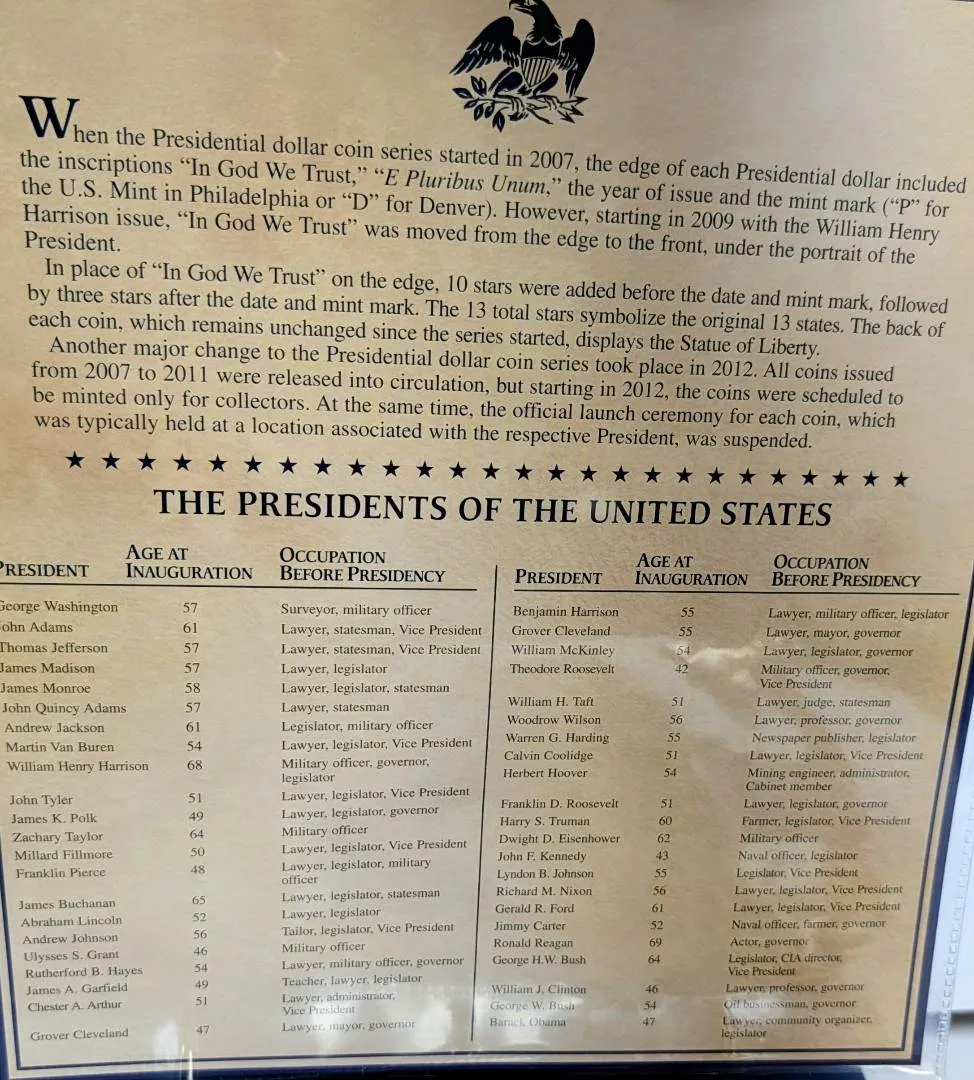 When the Presidential dollar coin series started in 2007, the edge of each Presidential dollar included
the inscriptions “In God We Trust,” “E Pluribus Unum,” the year of issue and the mint mark (“P” for
the U.S. Mint in Philadelphia or “D” for Denver). However, starting in 2009 with the William Henry
Harrison issue, “In God We Trust” was moved from the edge to the front, under the portrait of the
President.
In place of “In God We Trust” on the edge, 10 stars were added before the date and mint mark, followed
by three stars after the date and mint mark. The 13 total stars symbolize the original 13 states. The back of
each coin, which remains unchanged since the series started, displays the Statue of Liberty.
Another major change to the Presidential dollar coin series took place in 2012. All coins issued
from 2007 to 2011 were released into circulation, but starting in 2012, the coins were scheduled to
be minted only for collectors. At the same time, the official launch ceremony for each coin, which
was typically held at a location associated with the respective President, was suspended.
THE PRESIDENTS OF THE UNITED STATES
PRESIDENT AGE AT INAUGURATION OCCUPATION BEFORE PRESIDENCY
George Washington 57 Surveyor, military officer
John Adams 61 Lawyer, statesman, Vice President
Thomas Jefferson 57 Lawyer, statesman, Vice President
James Madison 57 Lawyer, legislator
James Monroe 58 Lawyer, legislator, statesman
John Quincy Adams 57 Lawyer, statesman
Andrew Jackson 61 Legislator, military officer
Martin Van Buren 54 Lawyer, legislator, Vice President
William Henry Harrison 68 Military officer, governor,
legislator
John Tyler 51 Lawyer, legislator, Vice President
James K. Polk 49 Lawyer, legislator, governor
Zachary Taylor 64 Military officer
Millard Fillmore 50 Lawyer, legislator, Vice President
Franklin Pierce 48 Lawyer, legislator, military
officer
James Buchanan 65 Lawyer, legislator, statesman
Abraham Lincoln 52 Lawyer, legislator
Andrew Johnson 56 Tailor, legislator, Vice President
Ulysses S. Grant 46 Military officer
Rutherford B. Hayes 54 Lawyer, military officer, governor
James A. Garfield 49 Teacher, lawyer, legislator
Chester A. Arthur 51 Lawyer, administrator,
Vice President
Grover Cleveland 47 Lawyer, mayor, governor
PRESIDENT AGE AT INAUGURATION OCCUPATION BEFORE PRESIDENCY
Benjamin Harrison 55 Lawyer, military officer, legislator
Grover Cleveland 55 Lawyer, mayor, governor
William McKinley 54 Lawyer, legislator, governor
Theodore Roosevelt 42 Military officer, governor,
Vice President
William H. Taft 51 Lawyer, judge, statesman
Woodrow Wilson 56 Lawyer, professor, governor
Warren G. Harding 55 Newspaper publisher, legislator
Calvin Coolidge 51 Lawyer, legislator, Vice President
Herbert Hoover 54 Mining engineer, administrator,
Cabinet member
Franklin D. Roosevelt 51 Lawyer, legislator, governor
Harry S. Truman 60 Farmer, legislator, Vice President
Dwight D. Eisenhower 62 Military officer
John F. Kennedy 43 Naval officer, legislator
Lyndon B. Johnson 55 Legislator, Vice President
Richard M. Nixon 56 Lawyer, legislator, Vice President
Gerald R. Ford 61 Lawyer, legislator, Vice President
Jimmy Carter 52 Naval officer, farmer, governor
Ronald Reagan 69 Actor, governor
George H.W. Bush 64 Legislator, CIA director,
Vice President
William J. Clinton 46 Lawyer, professor, governor
George W. Bush 54 Oil businessman, governor
Barack Obama 47 Lawyer, community organizer,
legislator